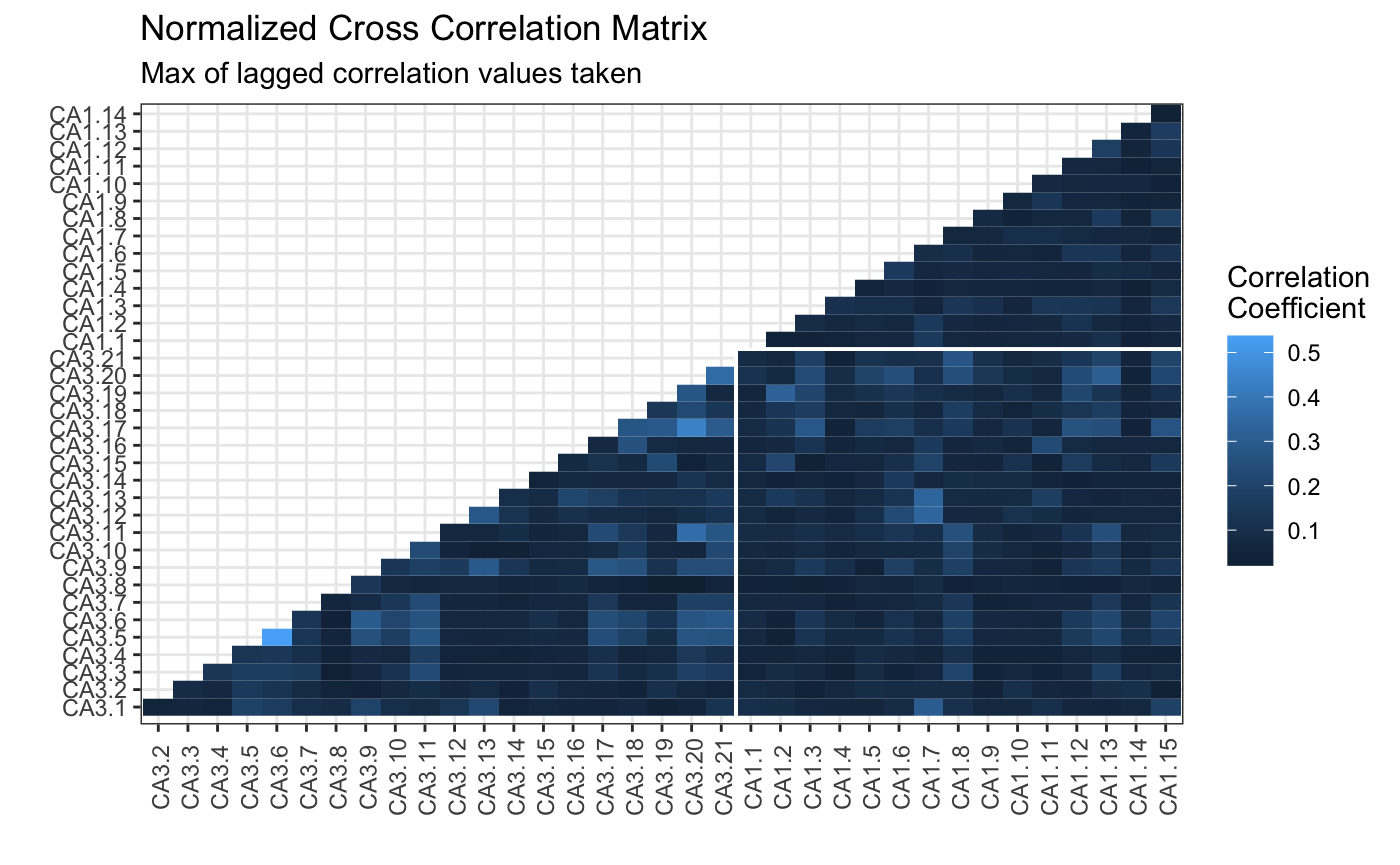 Normalized Cross Correlation Matrix
Max of lagged correlation values taken
CA1.14
CA1.13
CA1.12
CA1.11
CA1.10
CA1.9
CA1.8
CA1.7
CA1.6
CA1.5
CA1.4
CA1.3
CA1.2
CA1.1
CA3.21
CA3.20
CA3.19
CA3.18
CA3.17
CA3.16
CA3.15
CA3.14
CA3.13
CA3.12
CA3.11
CA3.10
CA3.9
CA3.8
CA3.7
CA3.6
CA3.5
CA3.4
CA3.3
CA3.2
CA3.1
CA3.2
CA3.3
CA3.4
CA3.5
CA3.6
CA3.7
CA3.8
CA3.9
CA3.10
CA3.11
CA3.12
CA3.13
CA3.14
CA3.15
CA3.16
CA3.17
CA3.18
CA3.19
CA3.20
CA3.21
CA1.1
CA1.2
CA1.3
CA1.4
CA1.5
CA1.6
CA1.7
CA1.8
CA1.9
CA1.10
CA1.11
CA1.12
CA1.13
CA1.14
CA1.15
Correlation
Coefficient
0.5
0.4
0.3
0.2
0.1